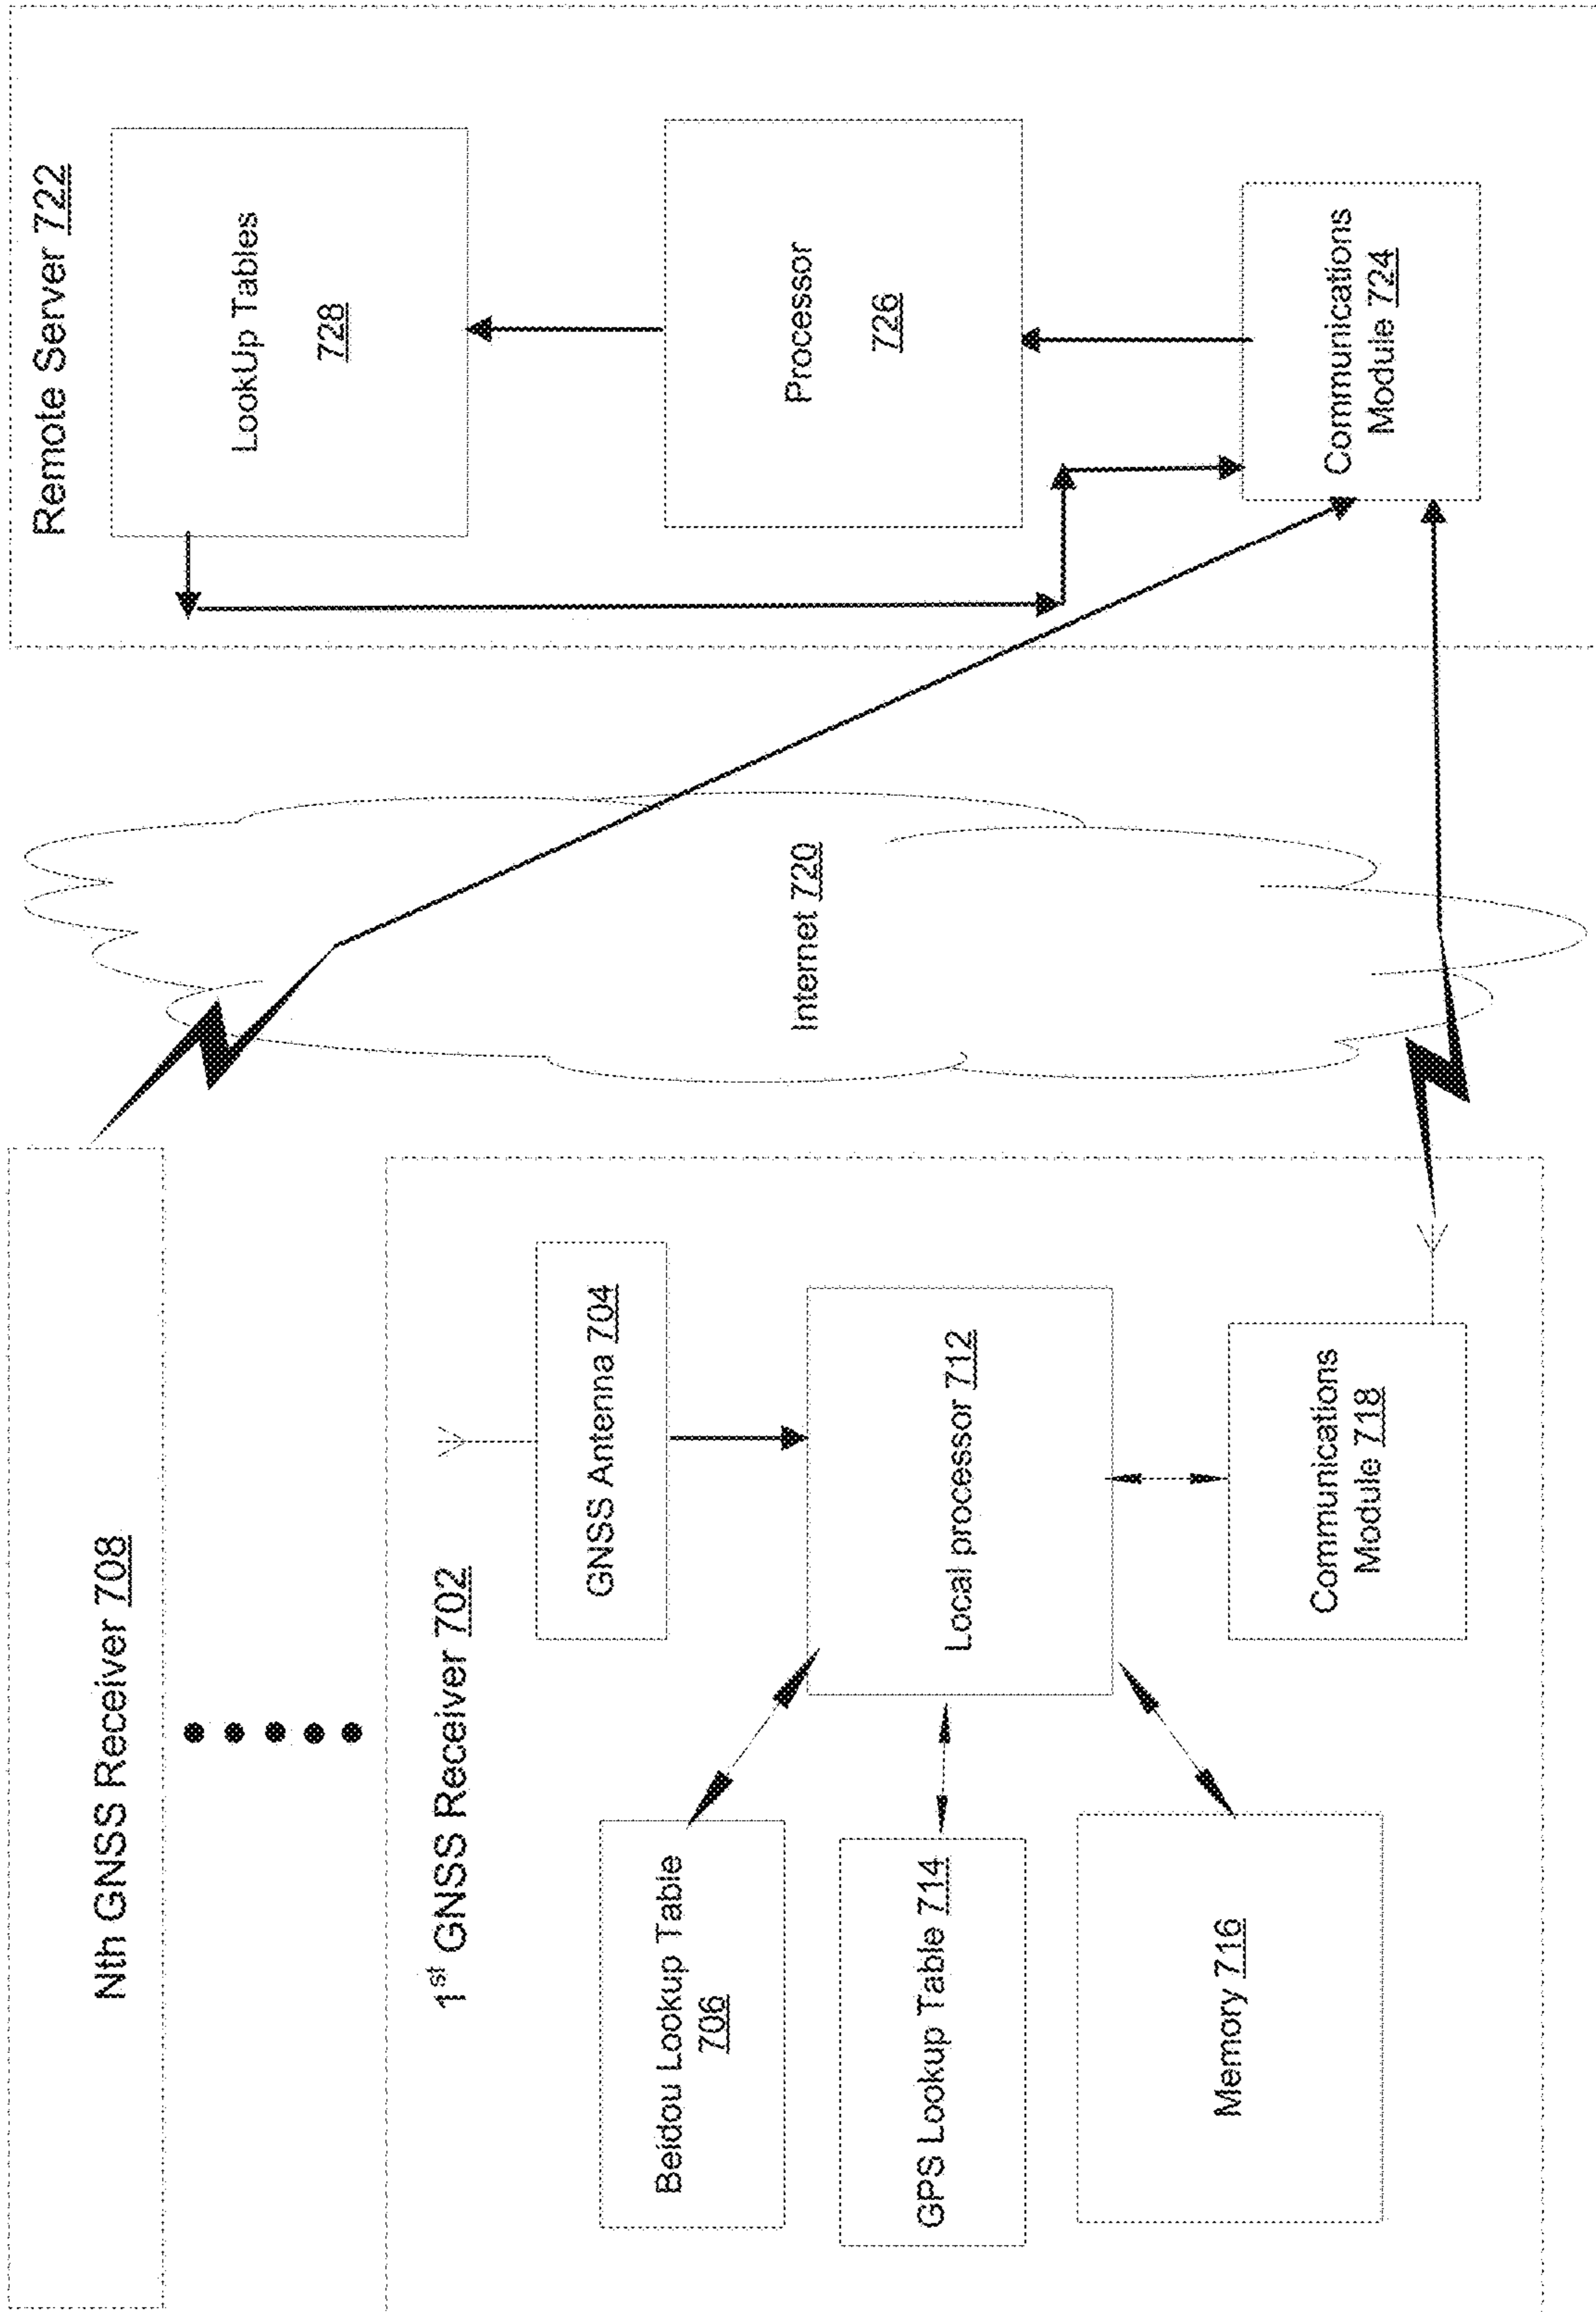 Nth GNSS Receiver 708
1st GNSS Receiver 702
Beidou Lookup Table
706
GPS Lookup Table 714
Memory 716
GNSS Antenna 704
Local processor 712
Communications
Module 718
Internet 720
Remote Server 722
LookUp Tables
728
Processor
726
Communications
Module 724